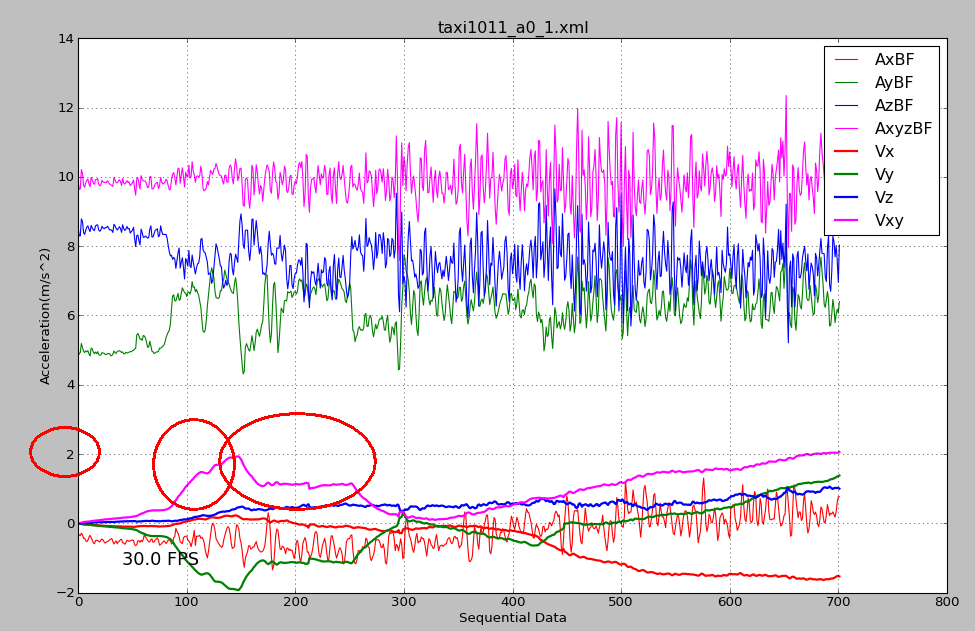 taxi1011_a0_1.xml
14
12
10
8
6
4
2
0
−2
Acceleration(m/s^2)
AxBF
AyBF
AzBF
AxyzBF
Vx
Vy
Vz
Vxy
30.0 FPS
0 100 200 300 400 500 600 700 800
Sequential Data